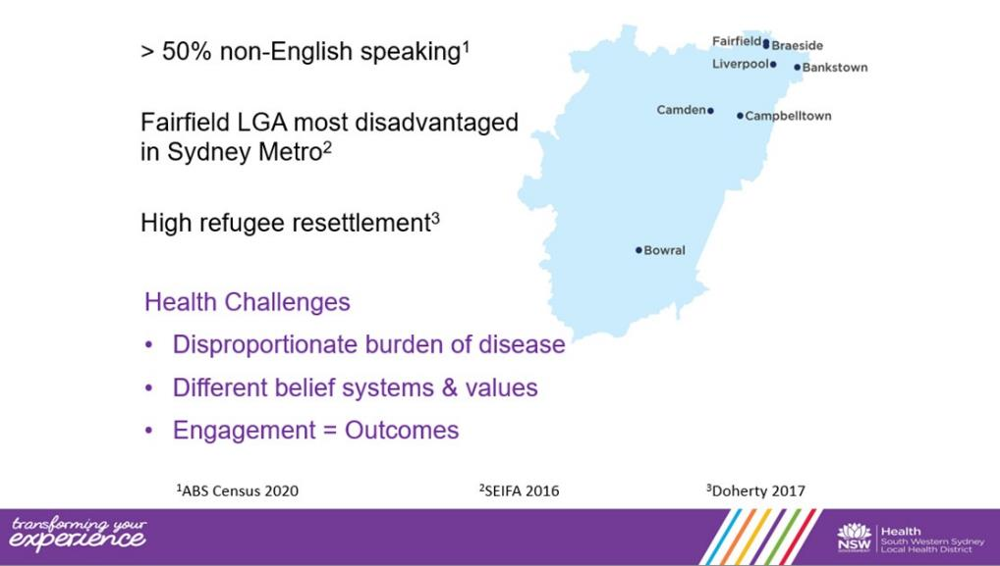 > 50% non-English speaking¹
Fairfield LGA most disadvantaged
in Sydney Metro²
High refugee resettlement³
Health Challenges
• Disproportionate burden of disease
• Different belief systems & values
• Engagement = Outcomes
Fairfield
Braeside
Liverpool
Bankstown
Camden
Campbelltown
Bowral
¹ABS Census 2020
²SEIFA 2016
³Doherty 2017
transforming your
experience
NSW
GOVERNMENT
Health
South Western Sydney
Local Health District